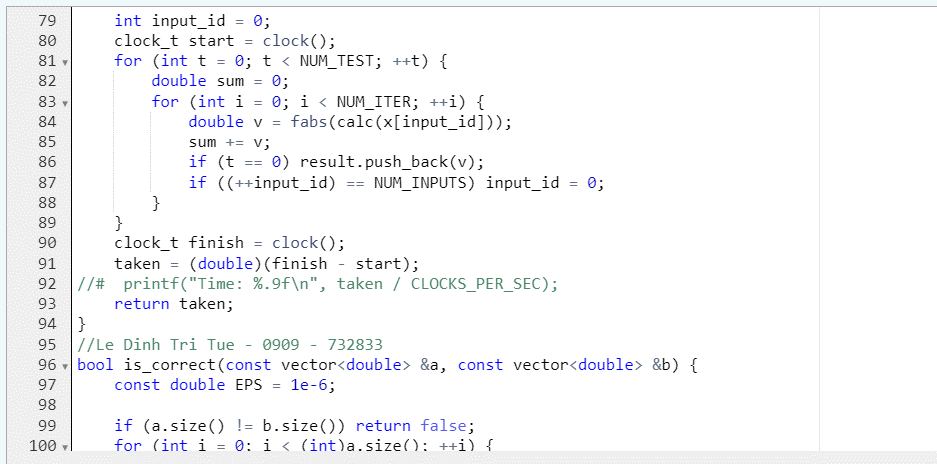 79 int input_id = 0;
80 clock_t start = clock();
81 for (int t = 0; t < NUM_TEST; ++t) {
82 double sum = 0;
83 for (int i = 0; i < NUM_ITER; ++i) {
84 double v = fabs(calc(x[input_id]));
85 sum += v;
86 if (t == 0) result.push_back(v);
87 if ((++input_id) == NUM_INPUTS) input_id = 0;
88 }
89 }
90 clock_t finish = clock();
91 taken = (double)(finish - start);
92 //#  printf("Time: %.9f\n", taken / CLOCKS_PER_SEC);
93 return taken;
94 }
95 //Le Dinh Tri Tue - 0909 - 732833
96 bool is_correct(const vector<double> &a, const vector<double> &b) {
97 const double EPS = 1e-6;
98
99 if (a.size() != b.size()) return false;
100 for (int i = 0; i < (int)a.size(); ++i) {